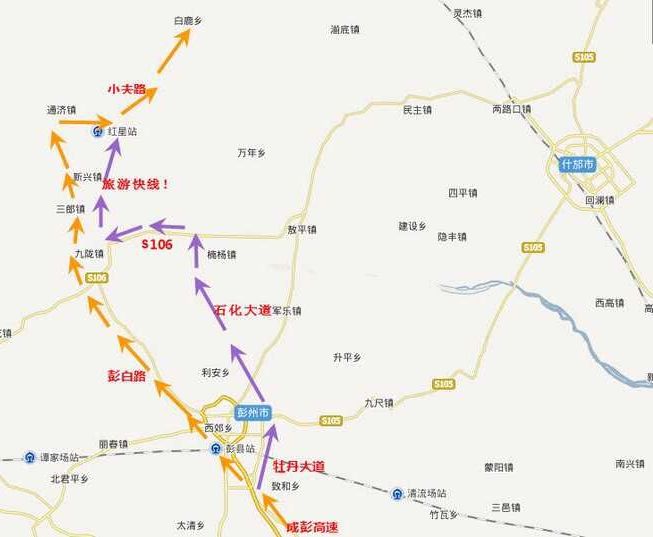 白鹿乡
灵杰镇
湔底镇
S105
小夫路
通济镇
民主镇
两路口镇
红星站
万年乡
什邡市
新兴镇
旅游快线！
四平镇
回澜镇
三郎镇
敖平镇
建设乡
隐丰镇
S106
S105
九陇镇
楠杨镇
S106
石化大道
军乐镇
西高镇
升平乡
彭白路
利安乡
S105
九尺镇
彭州市
S105
西郊乡
丽春镇
彭县站
谭家场站
牡丹大道
蒙阳镇
南兴镇
北君平乡
致和乡
清流场站
三邑镇
竹瓦乡
太清乡
成彭高速